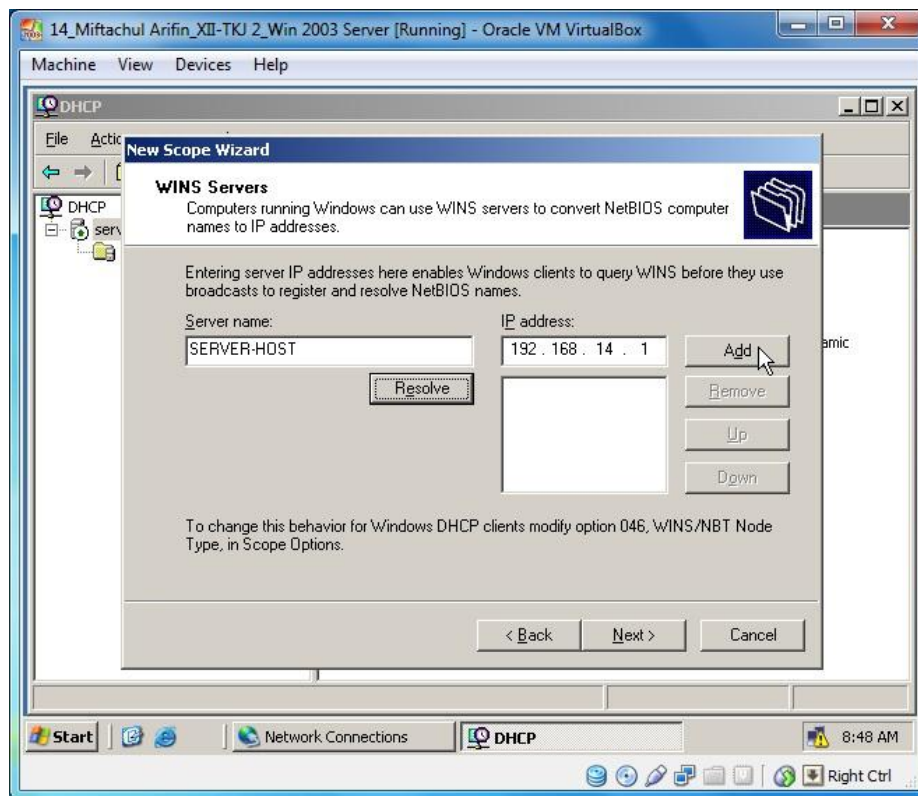 14_Miftachul Arifin_XII-TKJ 2_Win 2003 Server [Running] - Oracle VM VirtualBox
Machine View Devices Help
DHCP
File Actic
New Scope Wizard
WINS Servers
Computers running Windows can use WINS servers to convert NetBIOS computer
names to IP addresses.
DHCP
serv
Entering server IP addresses here enables Windows clients to query WINS before they use
broadcasts to register and resolve NetBIOS names.
Server name: IP address:
SERVER-HOST 192 . 168 . 14 . 1 Add
amic
Resolve Remove
Up
Down
To change this behavior for Windows DHCP clients modify option 046, WINS/NBT Node
Type, in Scope Options.
< Back Next > Cancel
Start Network Connections DHCP 8:48 AM
Right Ctrl